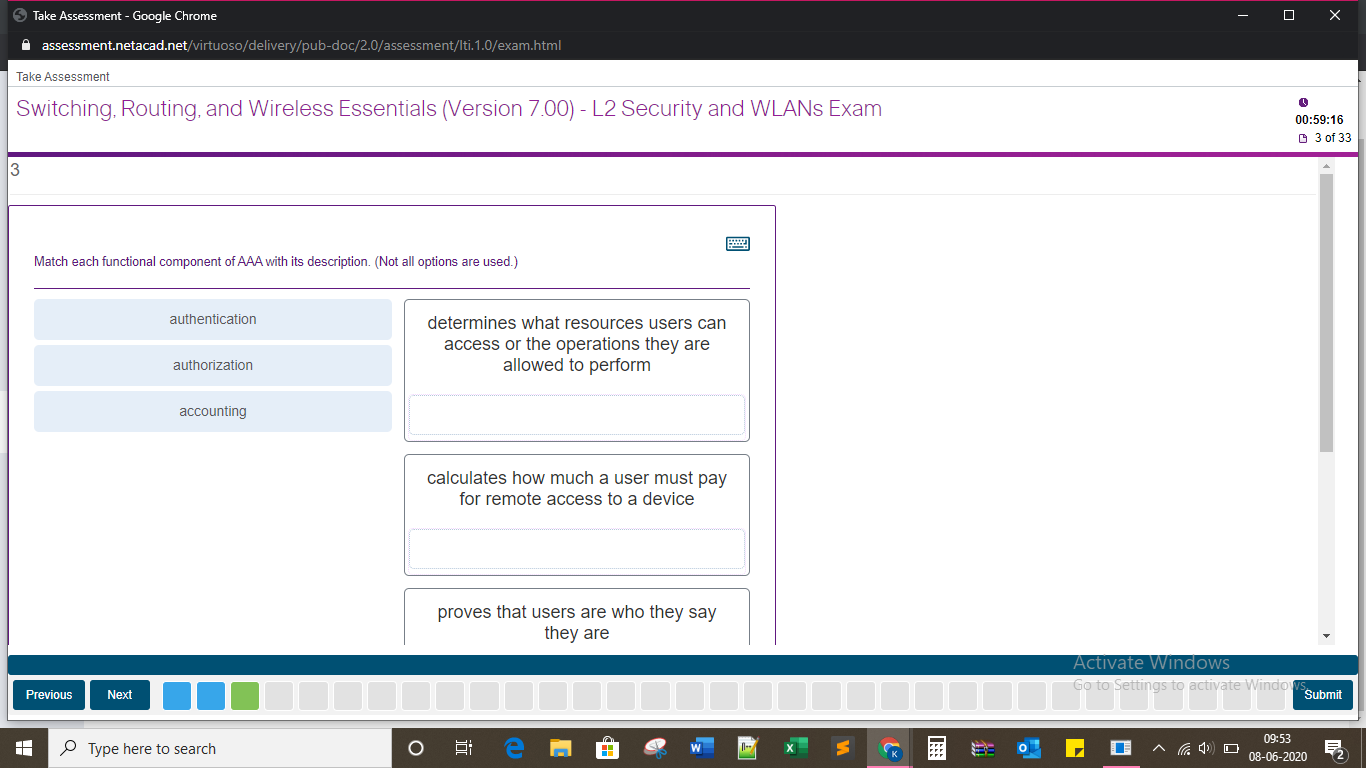 Take Assessment - Google Chrome
assessment.netacad.net/virtuoso/delivery/pub-doc/2.0/assessment/lti.1.0/exam.html
Take Assessment
Switching, Routing, and Wireless Essentials (Version 7.00) - L2 Security and WLANs Exam
00:59:16
3 of 33
3
Match each functional component of AAA with its description. (Not all options are used.)
authentication
authorization
accounting
determines what resources users can
access or the operations they are
allowed to perform
calculates how much a user must pay
for remote access to a device
proves that users are who they say
they are
Activate Windows
Go to Settings to activate Windows.
Previous
Next
Submit
Type here to search
K
09:53
08-06-2020
2